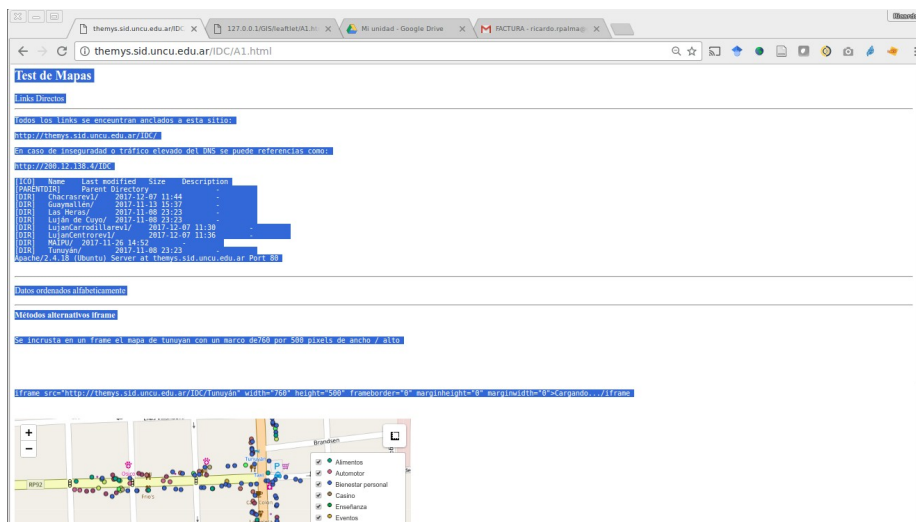 Ricardo
themys.sid.uncu.edu.ar/IDC
127.0.0.1/GIS/leaftlet/A1.ht
Mi unidad - Google Drive
FACTURA - ricardo.rpalma@
themys.sid.uncu.edu.ar/IDC/A1.html
Test de Mapas
Links Directos
Todos los links se enceuntran anclados a esta sitio:
http://themys.sid.uncu.edu.ar/IDC/
En caso de inseguradad o tráfico elevado del DNS se puede referencias como:
http://200.12.138.4/IDC
[ICO] Name Last modified Size Description
[PARENTDIR] Parent Directory -
[DIR] Chacrasrev1/ 2017-12-07 11:44 -
[DIR] Guaymallén/ 2017-11-13 15:37 -
[DIR] Las Heras/ 2017-11-08 23:23 -
[DIR] Luján de Cuyo/ 2017-11-08 23:23 -
[DIR] LujanCarrodillarev1/ 2017-12-07 11:30 -
[DIR] LujanCentrorev1/ 2017-12-07 11:36 -
[DIR] MAIPU/ 2017-11-26 14:52 -
[DIR] Tunuyán/ 2017-11-08 23:23 -
Apache/2.4.18 (Ubuntu) Server at themys.sid.uncu.edu.ar Port 80
Datos ordenados alfabeticamente
Métodos alternativos iframe
Se incrusta en un frame el mapa de tunuyan con un marco de760 por 500 pixels de ancho / alto
iframe src="http://themys.sid.uncu.edu.ar/IDC/Tunuyán" width="760" height="500" frameborder="0" marginheight="0" marginwidth="0">Cargando.../iframe
+
−
Brandsen
RP92
Friero
Alimentos
Automotor
Bienestar personal
Casino
Enseñanza
Eventos